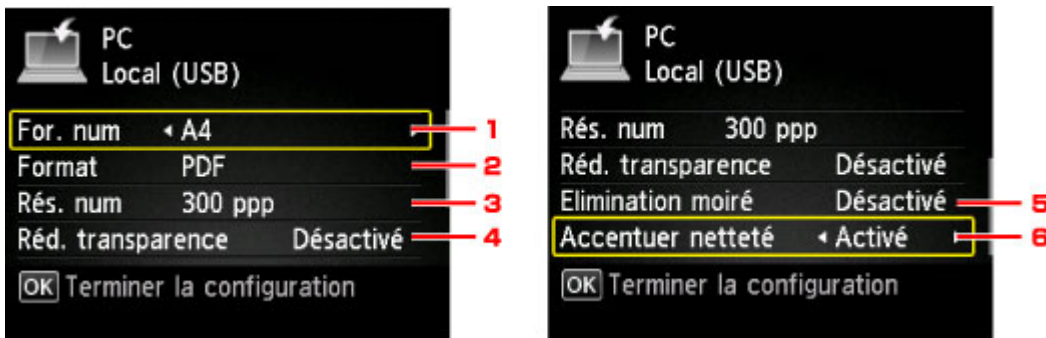 PC
Local (USB)
For. num A4 1
Format PDF 2
Rés. num 300 ppp 3
Réd. transparence Désactivé 4
OK Terminer la configuration
PC
Local (USB)
Rés. num 300 ppp
Réd. transparence Désactivé
Elimination moiré Désactivé 5
Accentuer netteté Activé 6
OK Terminer la configuration